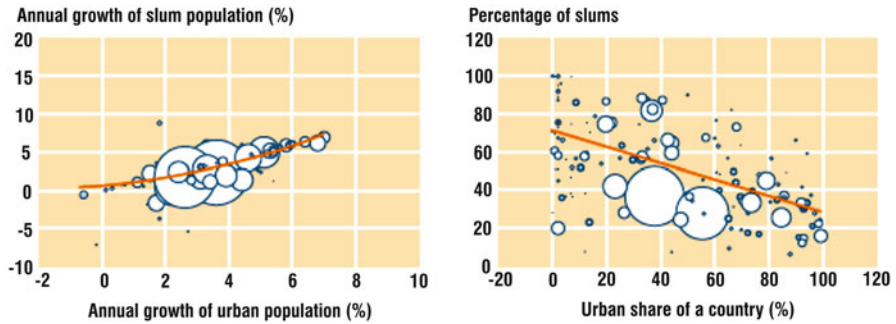 Annual growth of slum population (%)
20
15
10
5
0
-5
-10
-2 0 2 4 6 8 10
Annual growth of urban population (%)
Percentage of slums
120
100
80
60
40
20
0
-20 0 20 40 60 80 100 120
Urban share of a country (%)